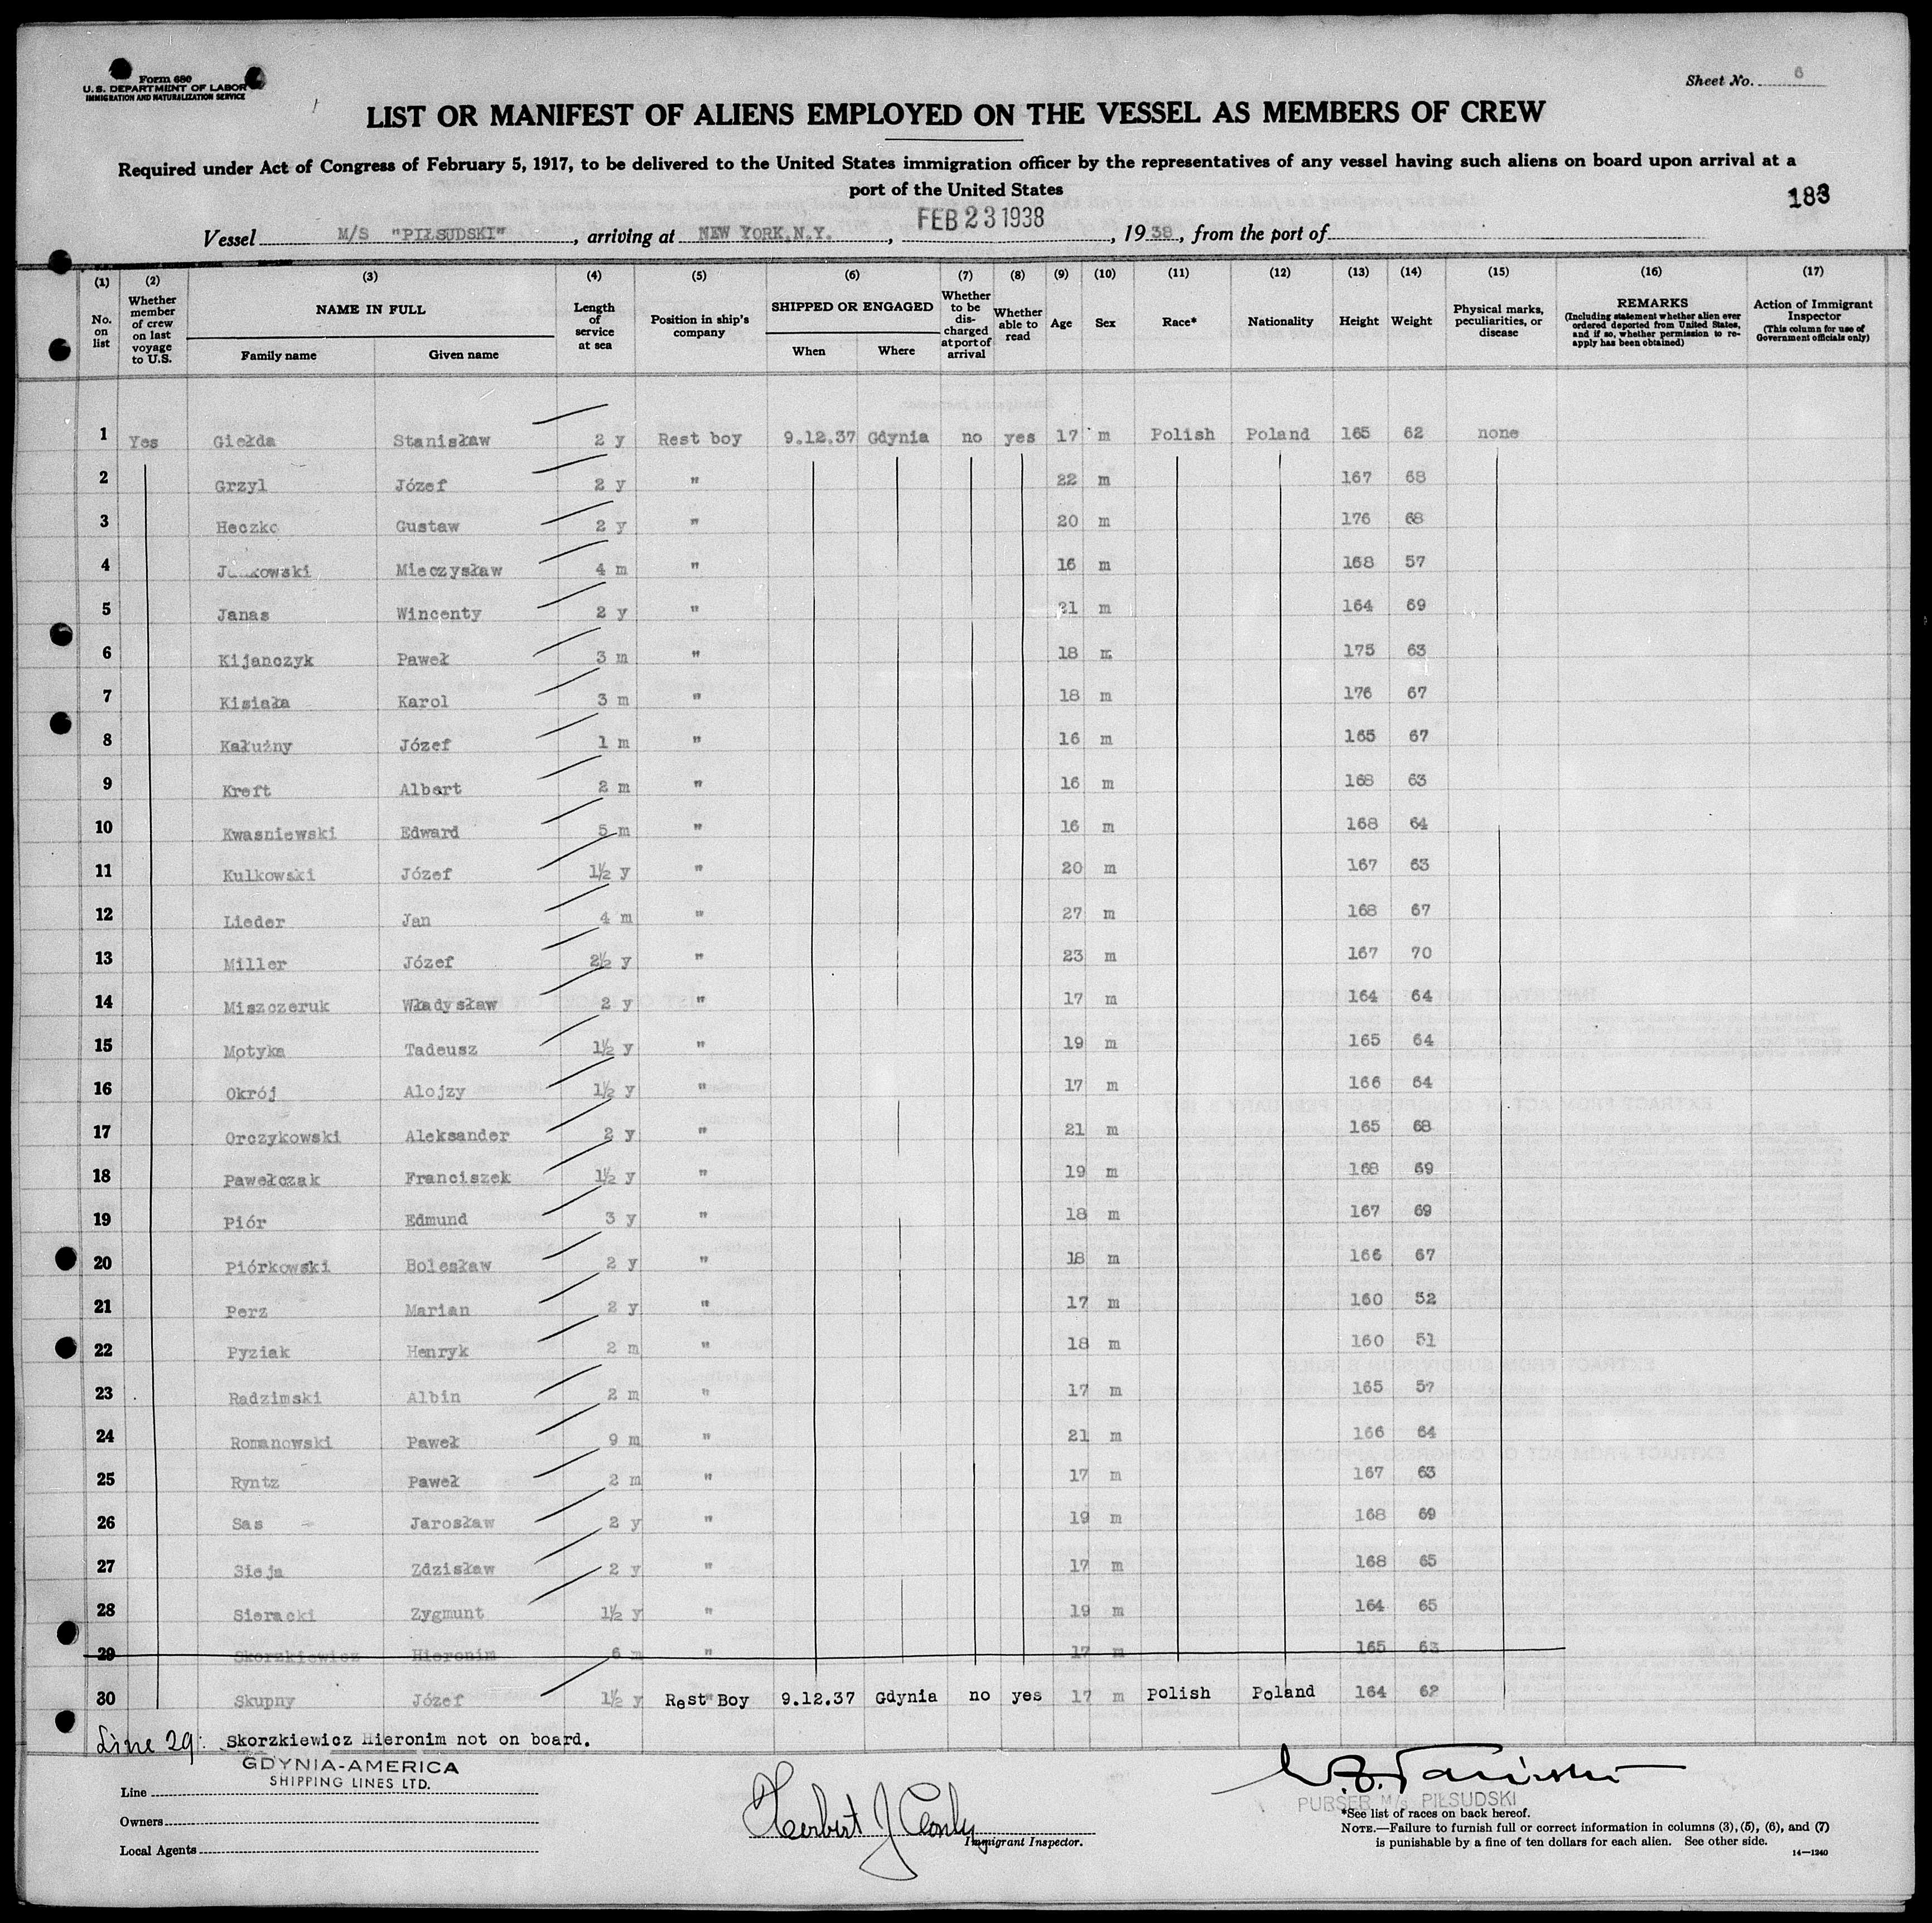 Form 680
U. S. DEPARTMENT OF LABOR
IMMIGRATION AND NATURALIZATION SERVICE
Sheet No. 6
LIST OR MANIFEST OF ALIENS EMPLOYED ON THE VESSEL AS MEMBERS OF CREW
Required under Act of Congress of February 5, 1917, to be delivered to the United States immigration officer by the representatives of any vessel having such aliens on board upon arrival at a
port of the United States
183
Vessel M/S "PIŁSUDSKI", arriving at NEW YORK.N.Y., FEB 23 1938, 1938, from the port of
(1) (2) (3) (4) (5) (6) (7) (8) (9) (10) (11) (12) (13) (14) (15) (16) (17)
No. on list Whether member of crew on last voyage to U.S. NAME IN FULL Family name Given name Length of service at sea Position in ship's company SHIPPED OR ENGAGED When Where Whether to be discharged at port of arrival Whether able to read Age Sex Race* Nationality Height Weight Physical marks, peculiarities, or disease REMARKS (Including statement whether alien ever ordered deported from United States, and if so, whether permission to reapply has been obtained) Action of Immigrant Inspector (This column for use of Government officials only)
1 Yes Giełda Stanisław 2 y Rest boy 9.12.37 Gdynia no yes 17 m Polish Poland 165 62 none
2 Grzyl Józef 2 y " 22 m 167 68
3 Heczko Gustaw 2 y " 20 m 176 68
4 Mieczysław 4 m " 16 m 168 57
5 Janas Wincenty 2 y " 21 m 164 69
6 Kijanczyk Paweł 3 m " 18 m 175 63
7 Kisiała Karol 3 m " 18 m 176 67
8 Kałużny Józef 1 m " 16 m 165 67
9 Kreft Albert 2 m " 16 m 168 63
10 Kwasniewski Edward 5 m " 16 m 168 64
11 Kulkowski Józef 1½ y " 20 m 167 63
12 Lieder Jan 4 m " 27 m 168 67
13 Miller Józef 2½ y " 23 m 167 70
14 Miszczeruk Władysław 2 y " 17 m 164 64
15 Motyka Tadeusz 1½ y " 19 m 165 64
16 Okrój Alojzy 1½ y " 17 m 166 64
17 Orczykowski Aleksander 2 y " 21 m 165 68
18 Pawełczak Franciszek 1½ y " 19 m 168 69
19 Piór Edmund 3 y " 18 m 167 69
20 Piórkowski Bolesław 2 y " 18 m 166 67
21 Perz Marian 2 y " 17 m 160 52
22 Pyziak Henryk 2 m " 18 m 160 51
23 Radzimski Albin 2 m " 17 m 165 57
24 Romanowski Paweł 9 m " 21 m 166 64
25 Ryntz Paweł 2 m " 17 m 167 63
26 Sas Jarosław 2 y " 19 m 168 69
27 Sieja Zdzisław 2 y " 17 m 168 65
28 Sieracki Zygmunt 1½ y " 19 m 164 65
29 Skorzkiewicz Hieronim 6 m " 17 m 165 63
30 Skupny Józef 1½ y Rest Boy 9.12.37 Gdynia no yes 17 m Polish Poland 164 62
Line 29: Skorzkiewicz Hieronim not on board.
GDYNIA-AMERICA
SHIPPING LINES LTD.
Line
Owners
Local Agents
Herbert J
Immigrant Inspector.
PURSER M/S PIŁSUDSKI
*See list of races on back hereof.
NOTE.—Failure to furnish full or correct information in columns (3), (5), (6), and (7)
is punishable by a fine of ten dollars for each alien. See other side.
14—1240